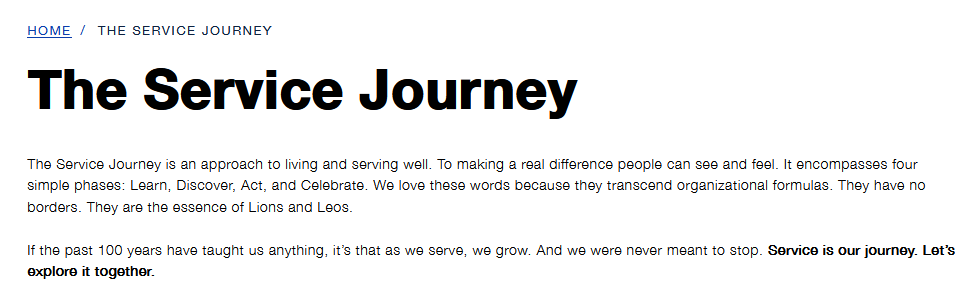 HOME / THE SERVICE JOURNEY
The Service Journey
The Service Journey is an approach to living and serving well. To making a real difference people can see and feel. It encompasses four
simple phases: Learn, Discover, Act, and Celebrate. We love these words because they transcend organizational formulas. They have no
borders. They are the essence of Lions and Leos.
If the past 100 years have taught us anything, it’s that as we serve, we grow. And we were never meant to stop. Service is our journey. Let’s
explore it together.